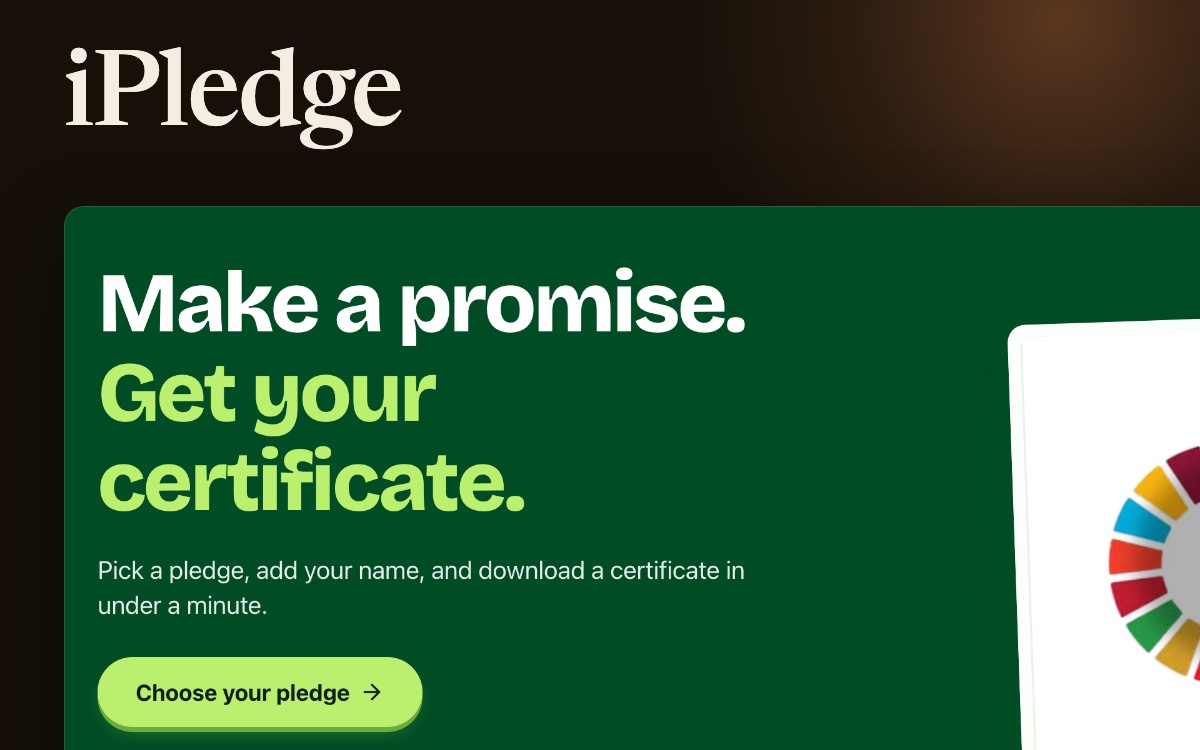 iPledge
Make a promise.
Get your
certificate.
Pick a pledge, add your name, and download a certificate in
under a minute.
Choose your pledge →